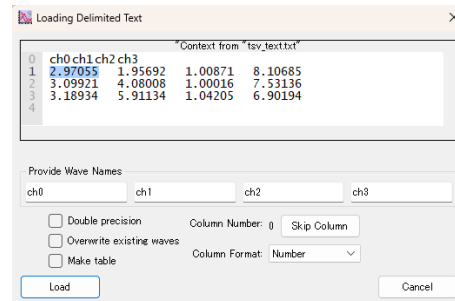 Loading Delimited Text
"Context from "tsv_text.txt"
0 ch0 ch1 ch2 ch3
1 2.97055 1.95692 1.00871 8.10685
2 3.09921 4.08008 1.00016 7.53136
3 3.18934 5.91134 1.04205 6.90194
4
Provide Wave Names
ch0 ch1 ch2 ch3
Double precision Column Number: 0 Skip Column
Overwrite existing waves
Column Format: Number
Make table
Load Cancel